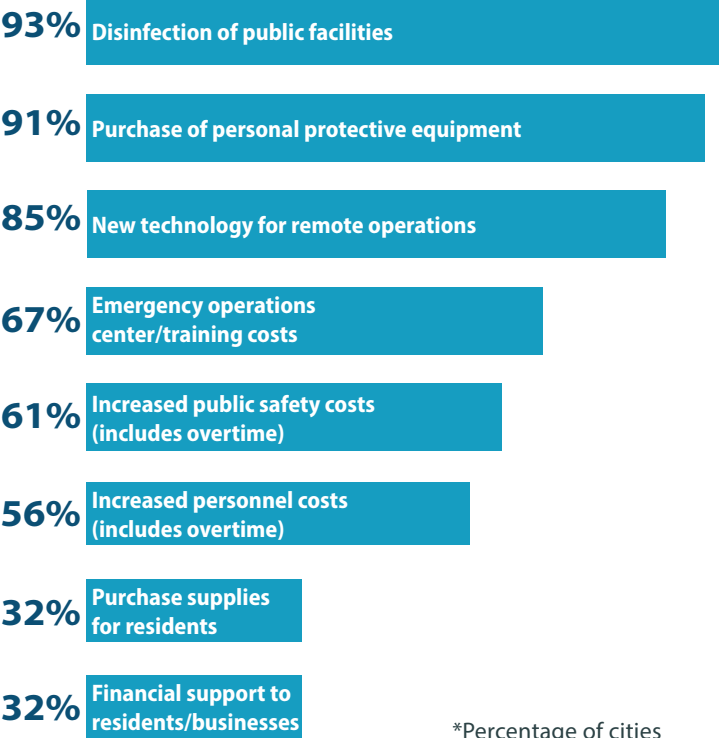 93% Disinfection of public facilities
91% Purchase of personal protective equipment
85% New technology for remote operations
67% Emergency operations
center/training costs
61% Increased public safety costs
(includes overtime)
56% Increased personnel costs
(includes overtime)
32% Purchase supplies
for residents
32% Financial support to
residents/businesses
*Percentage of cities